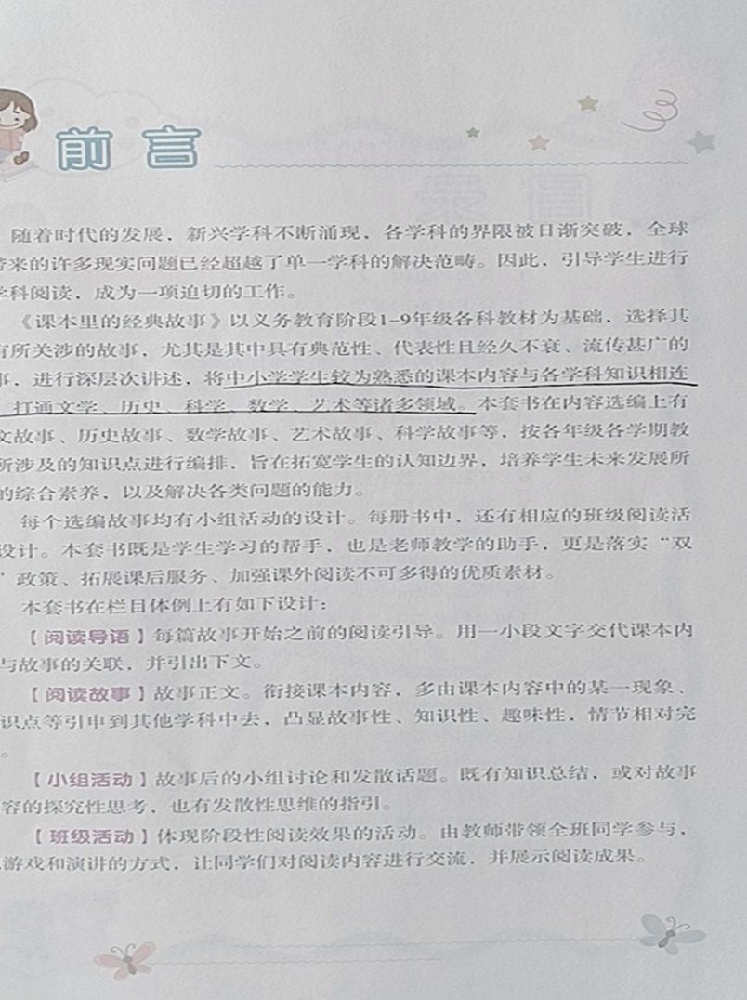 前言
随着时代的发展，新兴学科不断涌现，各学科的界限被日渐突破，全球
带来的许多现实问题已经超越了单一学科的解决范畴。因此，引导学生进行
学科阅读，成为一项迫切的工作。
《课本里的经典故事》以义务教育阶段1-9年级各科教材为基础，选择其
有所关涉的故事，尤其是其中具有典范性、代表性且经久不衰、流传甚广的
事，进行深层次讲述，将中小学学生较为熟悉的课本内容与各学科知识相连
打通文学、历史、科学、数学、艺术等诸多领域。本套书在内容选编上有
文故事、历史故事、数学故事、艺术故事、科学故事等，按各年级各学期教
所涉及的知识点进行编排，旨在拓宽学生的认知边界，培养学生未来发展所
的综合素养，以及解决各类问题的能力。
每个选编故事均有小组活动的设计。每册书中，还有相应的班级阅读活
设计。本套书既是学生学习的帮手，也是老师教学的助手，更是落实“双
”政策、拓展课后服务、加强课外阅读不可多得的优质素材。
本套书在栏目体例上有如下设计：
【阅读导语】每篇故事开始之前的阅读引导。用一小段文字交代课本内
与故事的关联，并引出下文。
【阅读故事】故事正文。衔接课本内容，多由课本内容中的某一现象、
识点等引申到其他学科中去，凸显故事性、知识性、趣味性，情节相对完
。
【小组活动】故事后的小组讨论和发散话题。既有知识总结，或对故事
容的探究性思考，也有发散性思维的指引。
【班级活动】体现阶段性阅读效果的活动。由教师带领全班同学参与，
游戏和演讲的方式，让同学们对阅读内容进行交流，并展示阅读成果。